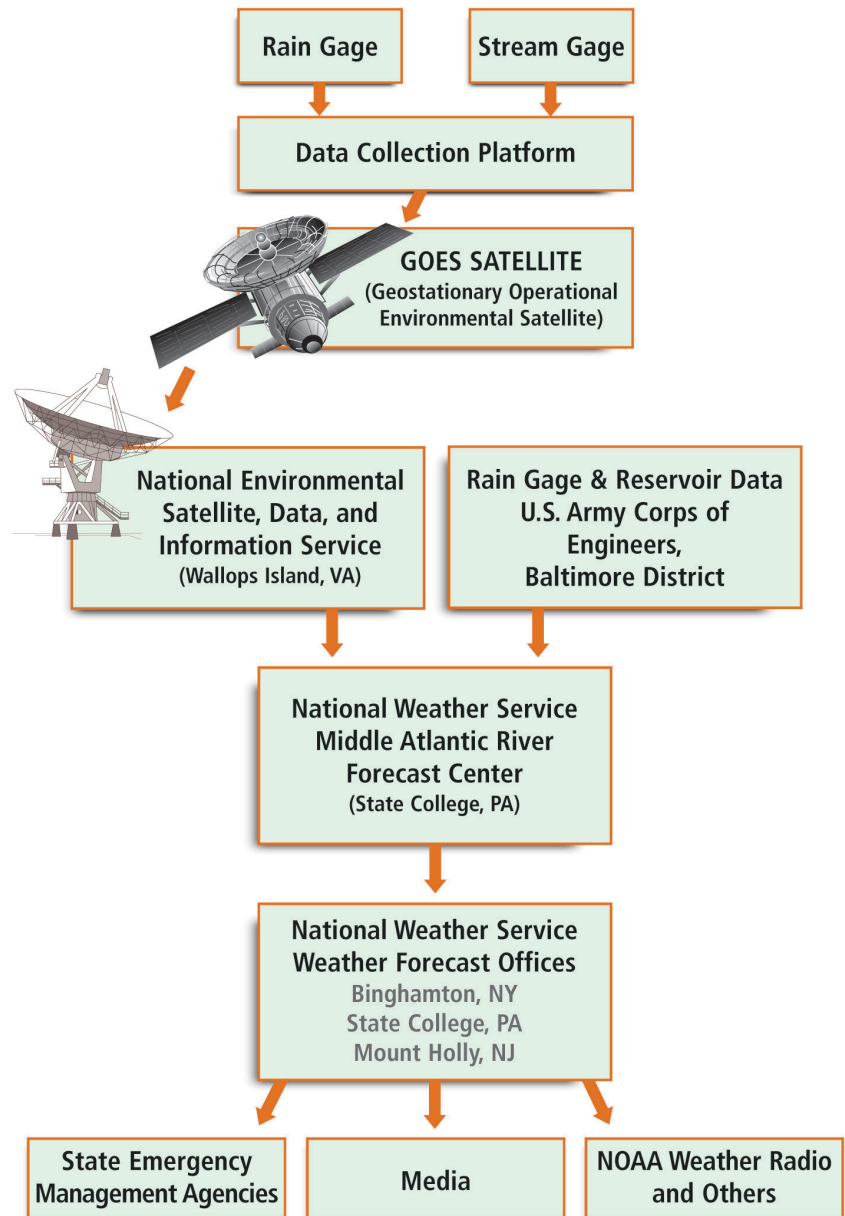 Rain Gage
Stream Gage
Data Collection Platform
GOES SATELLITE
(Geostationary Operational
Environmental Satellite)
National Environmental
Satellite, Data, and
Information Service
(Wallops Island, VA)
Rain Gage & Reservoir Data
U.S. Army Corps of
Engineers,
Baltimore District
National Weather Service
Middle Atlantic River
Forecast Center
(State College, PA)
National Weather Service
Weather Forecast Offices
Binghamton, NY
State College, PA
Mount Holly, NJ
State Emergency
Management Agencies
Media
NOAA Weather Radio
and Others